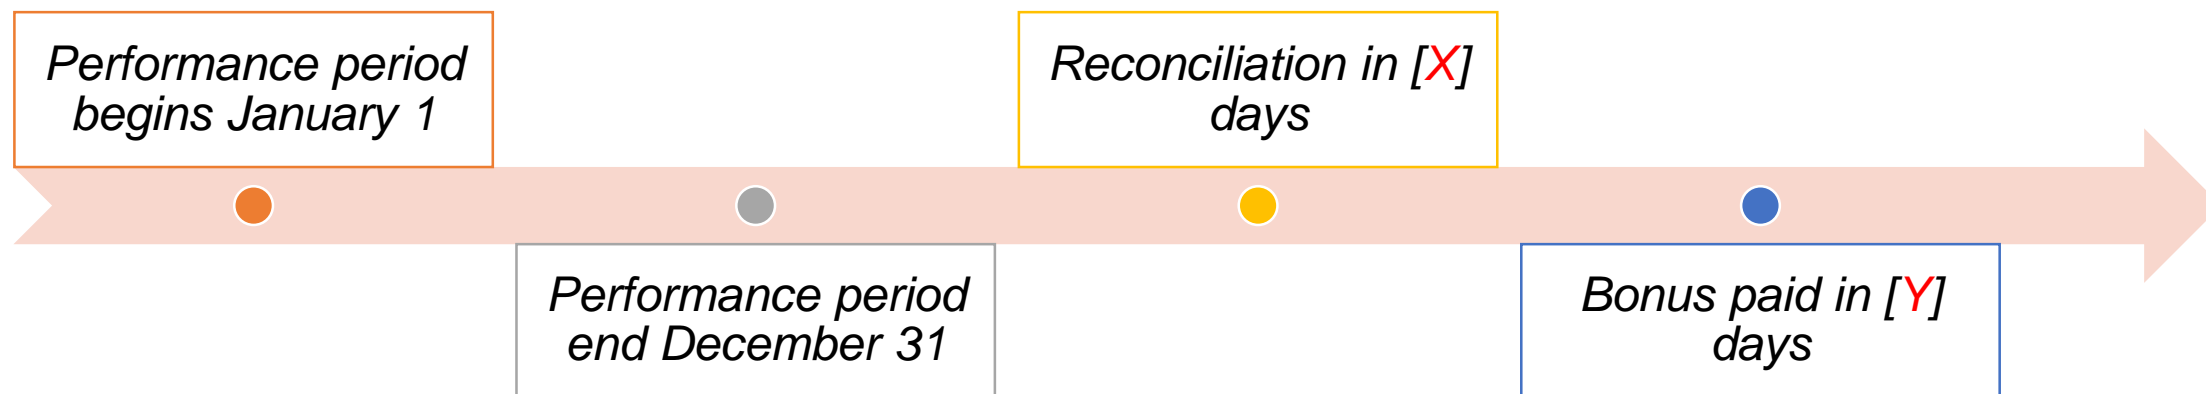 Performance period
begins January 1
Performance period
end December 31
Reconciliation in [X]
days
Bonus paid in [Y]
days